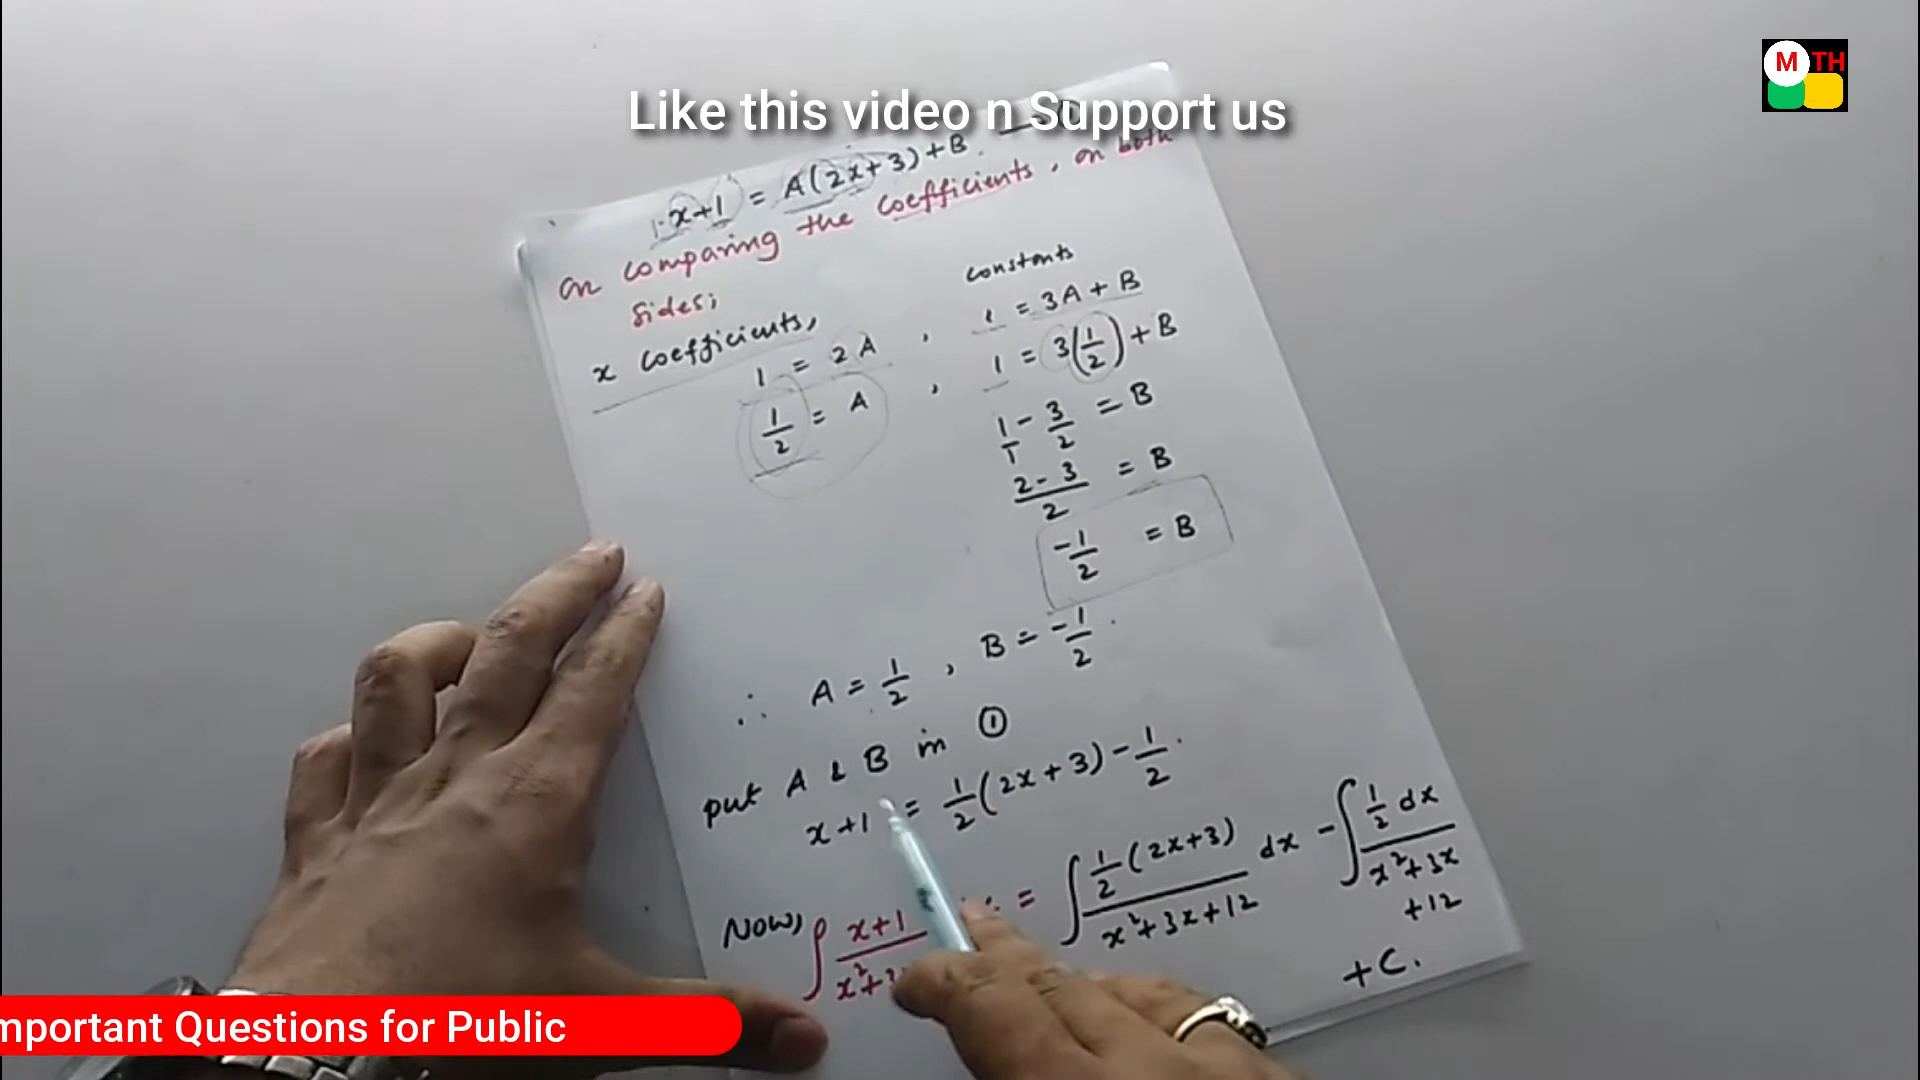 Like this video n Support us
M TH
1·x+1 = A(2x+3)+B.
on comparing the coefficients, on both
sides;
x coefficients,
1 = 2A ,
1/2 = A ,
constants
1 = 3A + B
1 = 3(1/2) + B
1/1 - 3/2 = B
2-3/2 = B
-1/2 = B
∴ A = 1/2 , B = -1/2.
put A & B in ①
x+1 = 1/2(2x+3) - 1/2.
Now, ∫ x+1/x²+3 = ∫ 1/2(2x+3)/x²+3x+12 dx - ∫ 1/2 dx/x²+3x
+12
+C.
mportant Questions for Public